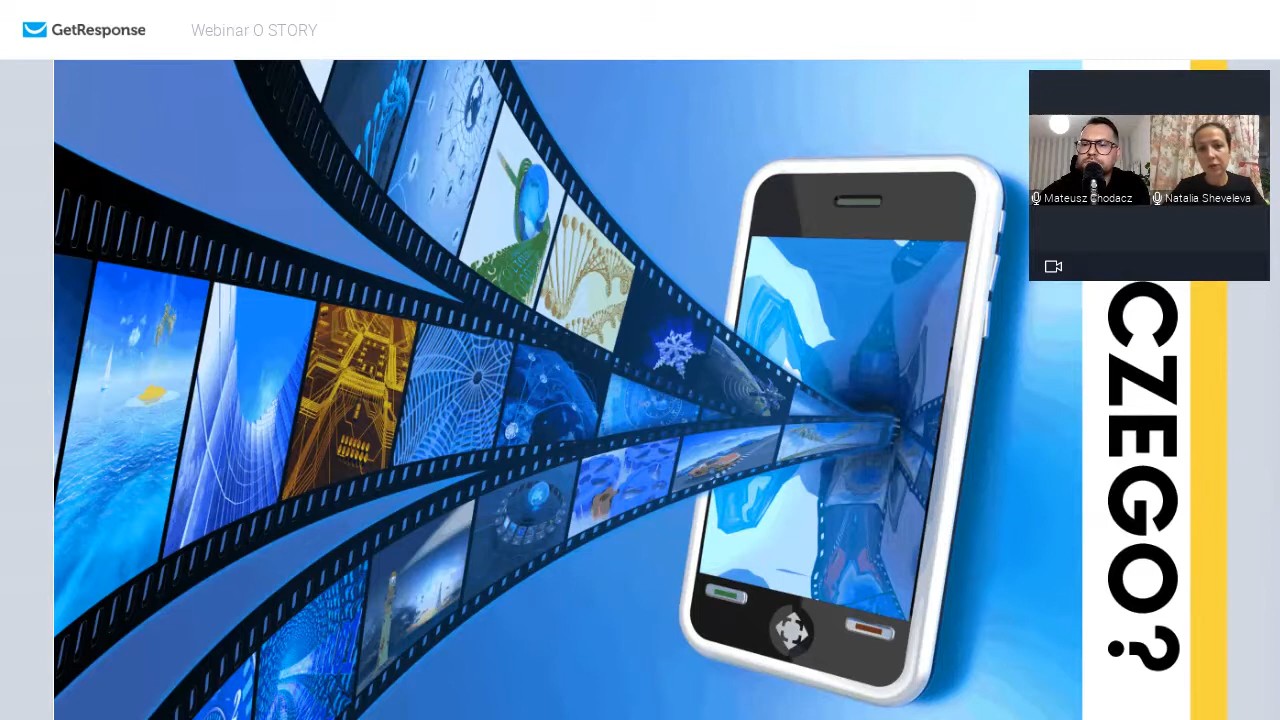 GetResponse
Webinar O STORY
Mateusz Chodacz
Natalia Sheveleva
CZEGO?